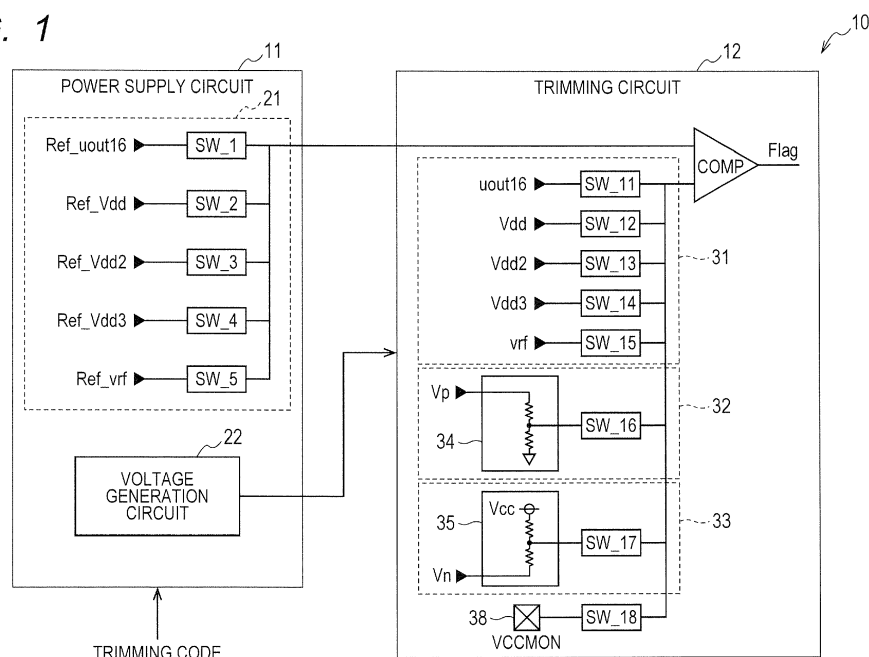 . 1
10
11
POWER SUPPLY CIRCUIT
21
Ref_uout16 SW_1
Ref_Vdd SW_2
Ref_Vdd2 SW_3
Ref_Vdd3 SW_4
Ref_vrf SW_5
22
VOLTAGE
GENERATION
CIRCUIT
TRIMMING CODE
12
TRIMMING CIRCUIT
COMP
Flag
uout16 SW_11
Vdd SW_12
Vdd2 SW_13
Vdd3 SW_14
vrf SW_15
31
Vp
34
SW_16
32
Vcc
35
Vn
SW_17
33
38
VCCMON
SW_18